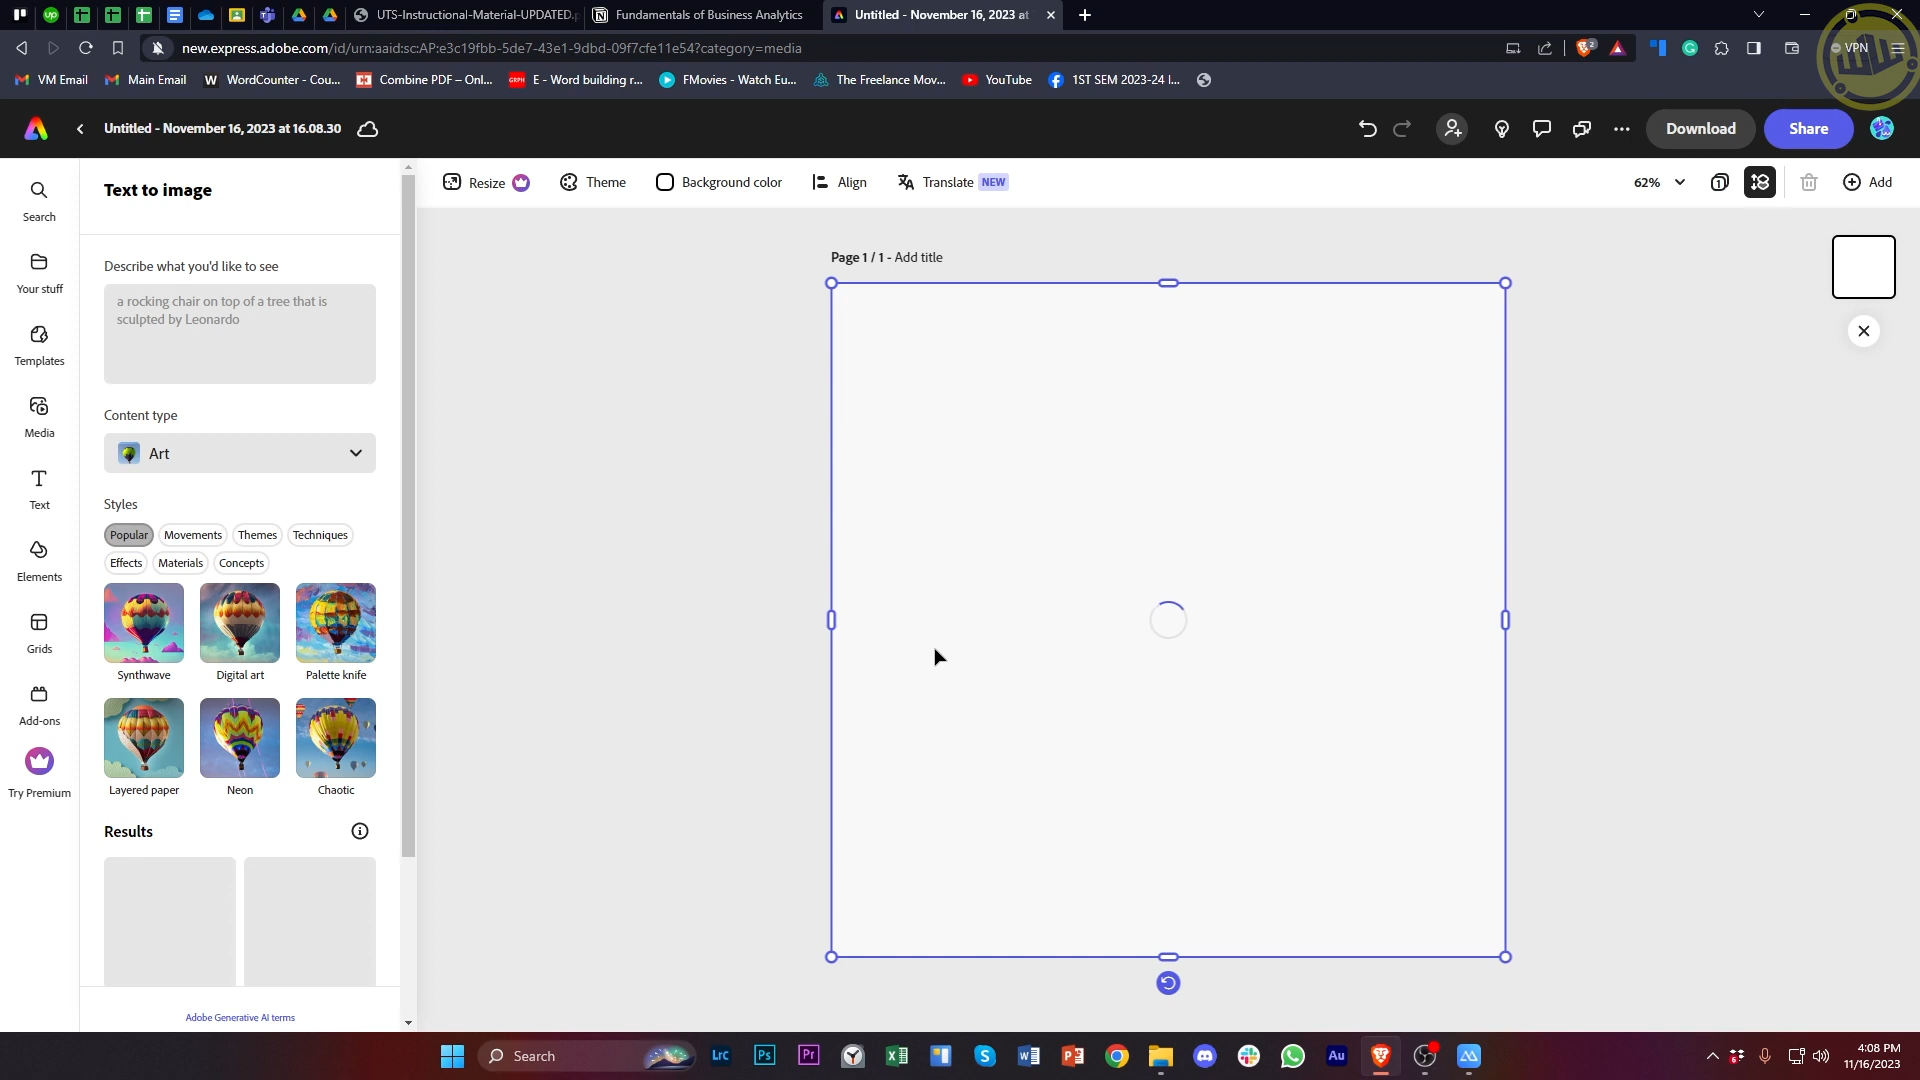 UTS-Instructional-Material-UPDATED.p
Fundamentals of Business Analytics
Untitled - November 16, 2023 at
new.express.adobe.com/id/urn:aaid:sc:AP:e3c19fbb-5de7-43e1-9dbd-09f7cfe11e54?category=media
VPN
VM Email
Main Email
WordCounter - Cou...
Combine PDF – Onl...
E - Word building r...
FMovies - Watch Eu...
The Freelance Mov...
YouTube
1ST SEM 2023-24 I...
Untitled - November 16, 2023 at 16.08.30
Download
Share
Search
Your stuff
Templates
Media
Text
Elements
Grids
Add-ons
Try Premium
Text to image
Describe what you'd like to see
a rocking chair on top of a tree that is
sculpted by Leonardo
Content type
Art
Styles
Popular
Movements
Themes
Techniques
Effects
Materials
Concepts
Synthwave
Digital art
Palette knife
Layered paper
Neon
Chaotic
Results
Adobe Generative AI terms
Resize
Theme
Background color
Align
Translate NEW
62%
Add
Page 1 / 1 - Add title
Search
4:08 PM
11/16/2023